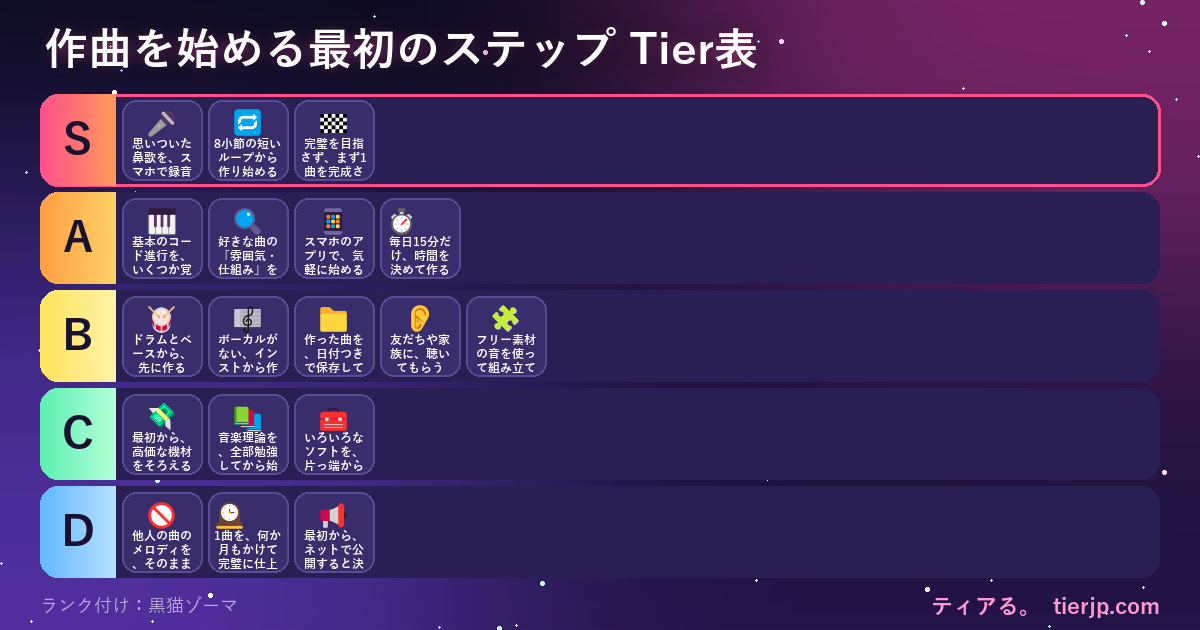 作曲を始める最初のステップ Tier表
S
思いついた
鼻歌を、ス
マホで録音
8小節の短い
ループから
作り始める
完璧を目指
さず、まず1
曲を完成さ
A
基本のコー
ド進行を、
いくつか覚
好きな曲の
「雰囲気・
仕組み」を
スマホのア
プリで、気
軽に始める
毎日15分だ
け、時間を
決めて作る
B
ドラムとベ
ースから、
先に作る
ボーカルが
ない、イン
ストから作
作った曲を
、日付つき
で保存して
友だちや家
族に、聴い
てもらう
フリー素材
の音を使っ
て組み立て
C
最初から、
高価な機材
をそろえる
音楽理論を
、全部勉強
してから始
いろいろな
ソフトを、
片っ端から
D
他人の曲の
メロディを
、そのまま
1曲を、何か
月もかけて
完璧に仕上
最初から、
ネットで公
開すると決
ランク付け：黒猫ゾーマ
ティアる。 tierjp.com